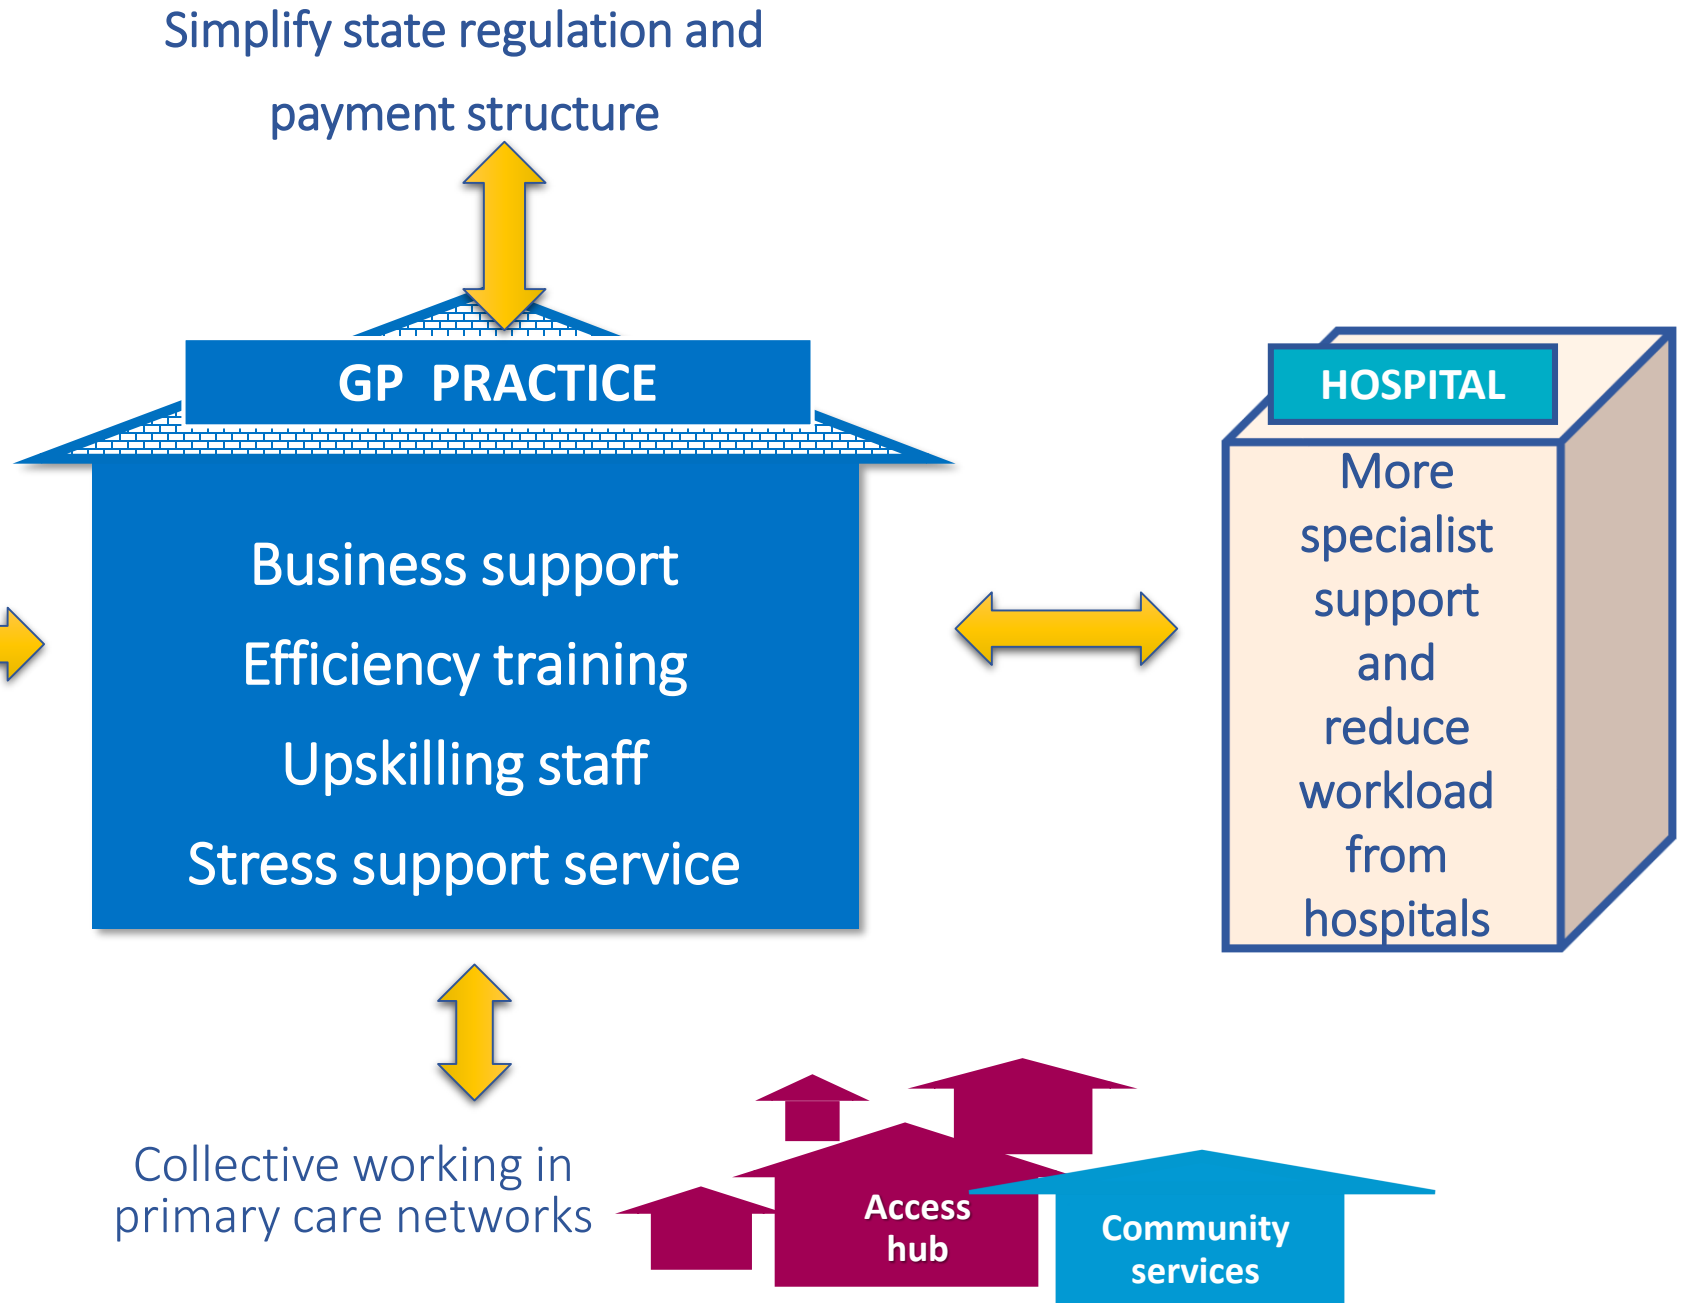 Simplify state regulation and
payment structure
GP PRACTICE
Business support
Efficiency training
Upskilling staff
Stress support service
HOSPITAL
More
specialist
support
and
reduce
workload
from
hospitals
Collective working in
primary care networks
Access
hub
Community
services